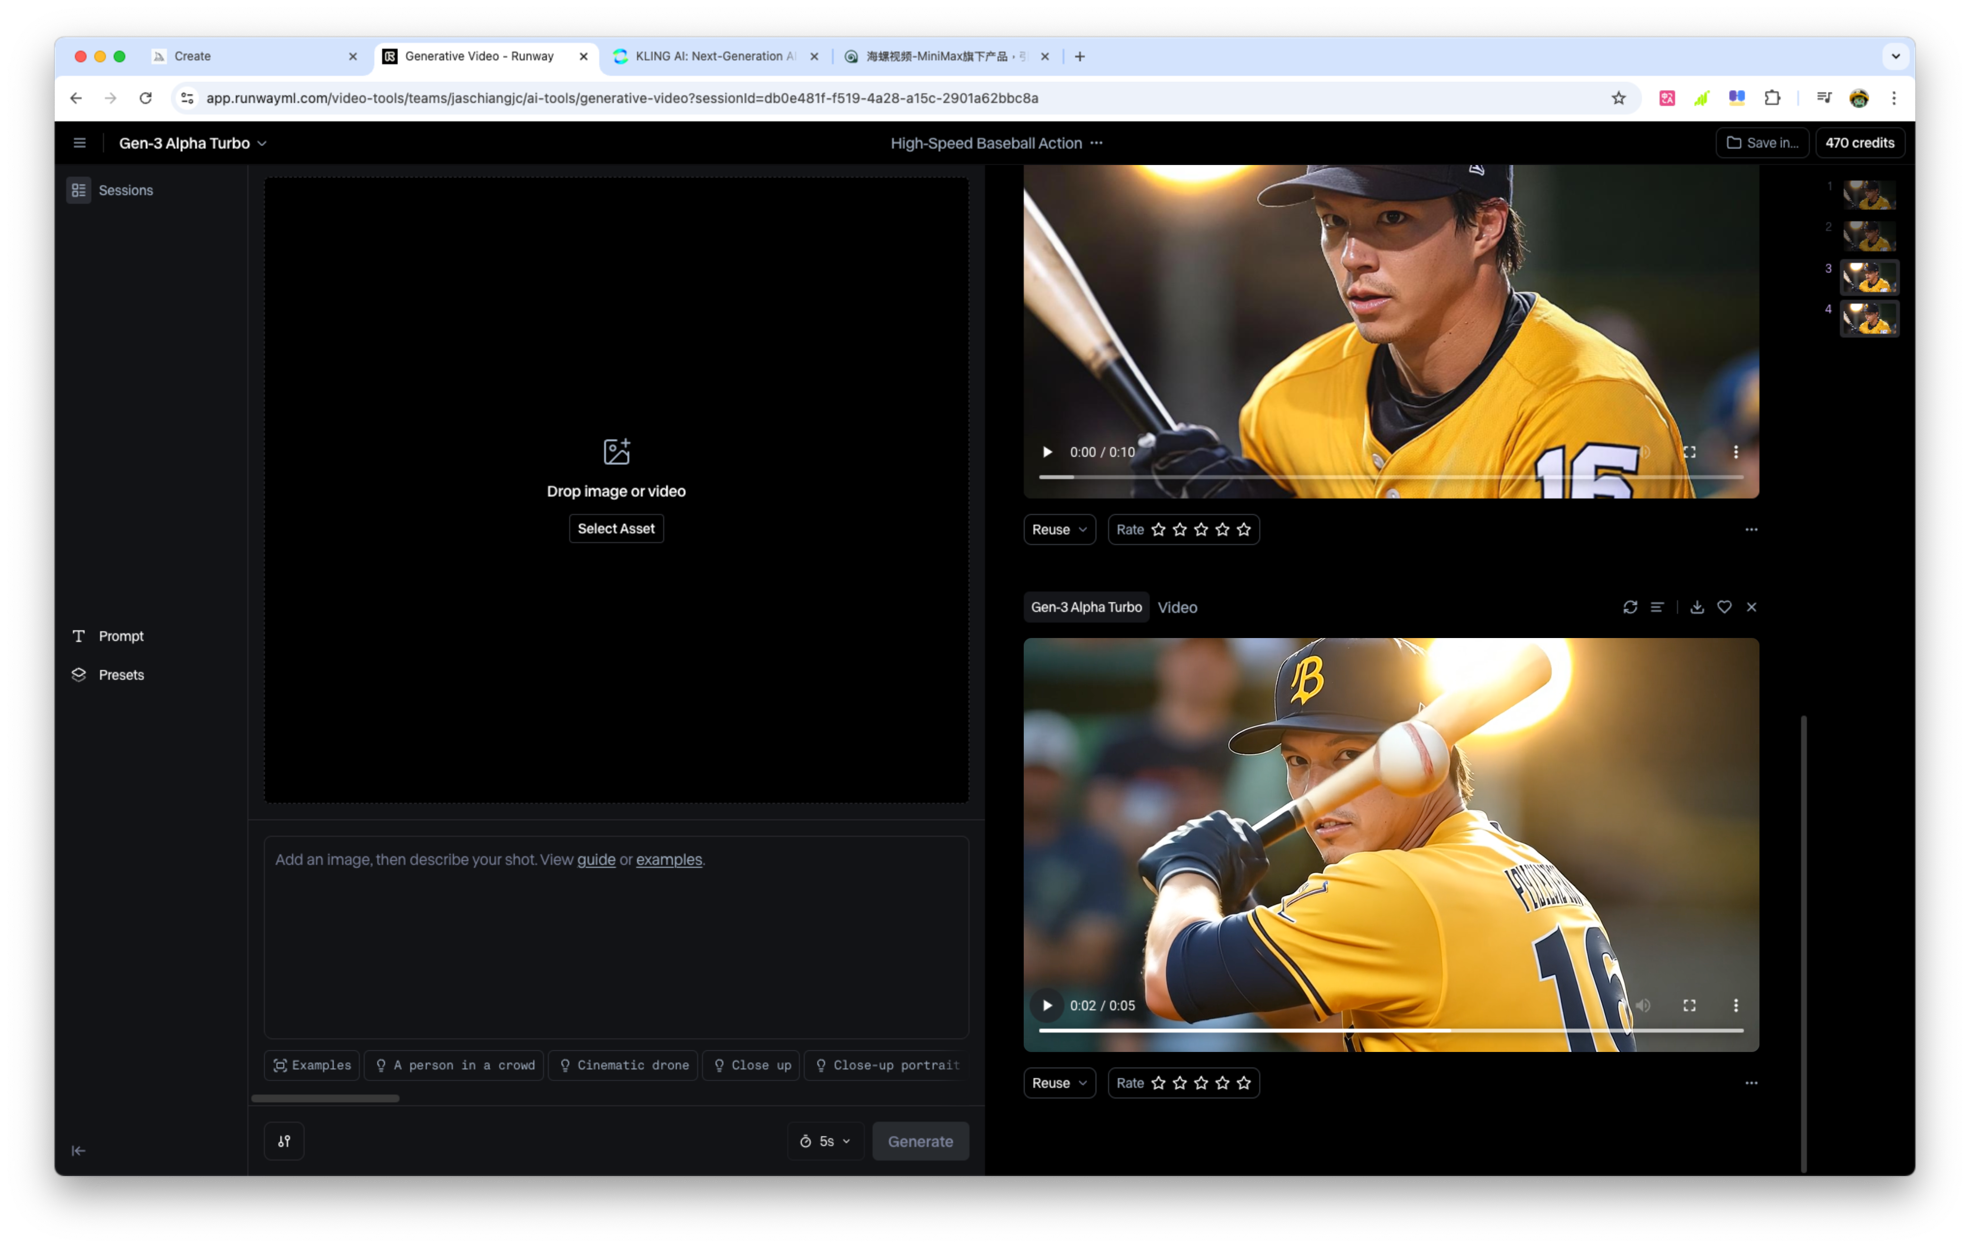 Create
Generative Video - Runway
KLING AI: Next-Generation AI
海螺视频-MiniMax旗下产品，
app.runwayml.com/video-tools/teams/jaschiangjc/ai-tools/generative-video?sessionId=db0e481f-f519-4a28-a15c-2901a62bbc8a
Gen-3 Alpha Turbo
High-Speed Baseball Action
Save in...
470 credits
Sessions
1
2
3
4
Drop image or video
Select Asset
16
0:00 / 0:10
Reuse
Rate
Gen-3 Alpha Turbo
Video
Prompt
Presets
B
16
0:02 / 0:05
Add an image, then describe your shot. View guide or examples.
Examples
A person in a crowd
Cinematic drone
Close up
Close-up portrait
Reuse
Rate
5s
Generate